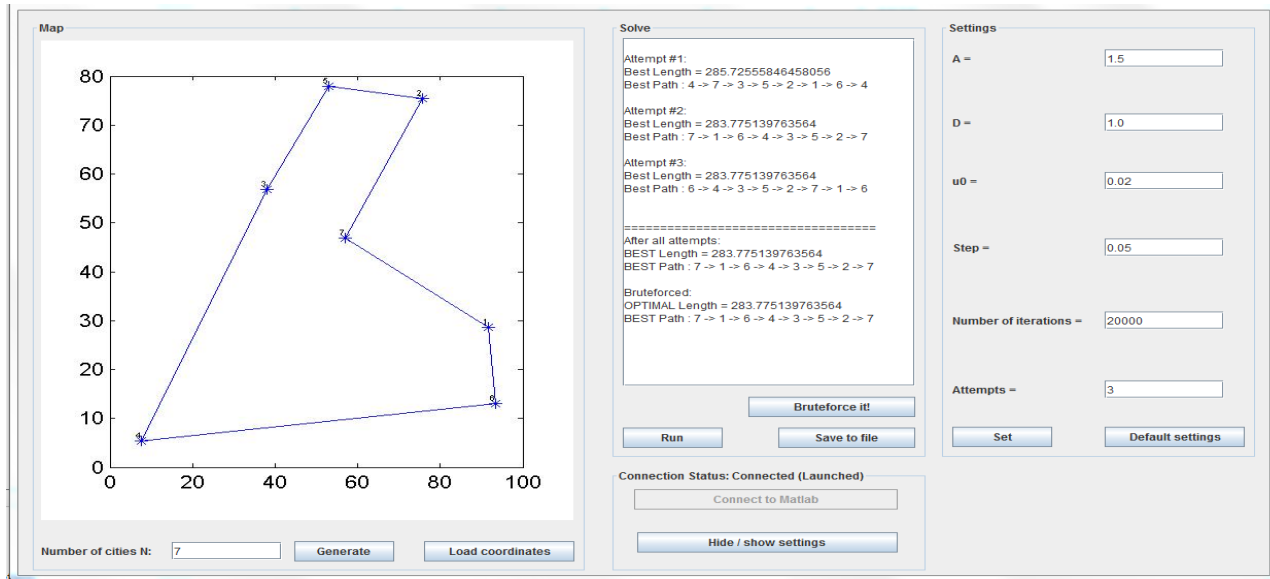 Map
80
70
60
50
40
30
20
10
0
0 20 40 60 80 100
5
2
3
7
1
6
4
Number of cities N: 7
Generate
Load coordinates
Solve
Attempt #1:
Best Length = 285.72555846458056
Best Path : 4 -> 7 -> 3 -> 5 -> 2 -> 1 -> 6 -> 4
Attempt #2:
Best Length = 283.775139763564
Best Path : 7 -> 1 -> 6 -> 4 -> 3 -> 5 -> 2 -> 7
Attempt #3:
Best Length = 283.775139763564
Best Path : 6 -> 4 -> 3 -> 5 -> 2 -> 7 -> 1 -> 6
===================================
After all attempts:
BEST Length = 283.775139763564
BEST Path : 7 -> 1 -> 6 -> 4 -> 3 -> 5 -> 2 -> 7
Bruteforced:
OPTIMAL Length = 283.775139763564
BEST Path : 7 -> 1 -> 6 -> 4 -> 3 -> 5 -> 2 -> 7
Bruteforce it!
Run
Save to file
Connection Status: Connected (Launched)
Connect to Matlab
Hide / show settings
Settings
A = 1.5
D = 1.0
u0 = 0.02
Step = 0.05
Number of iterations = 20000
Attempts = 3
Set
Default settings